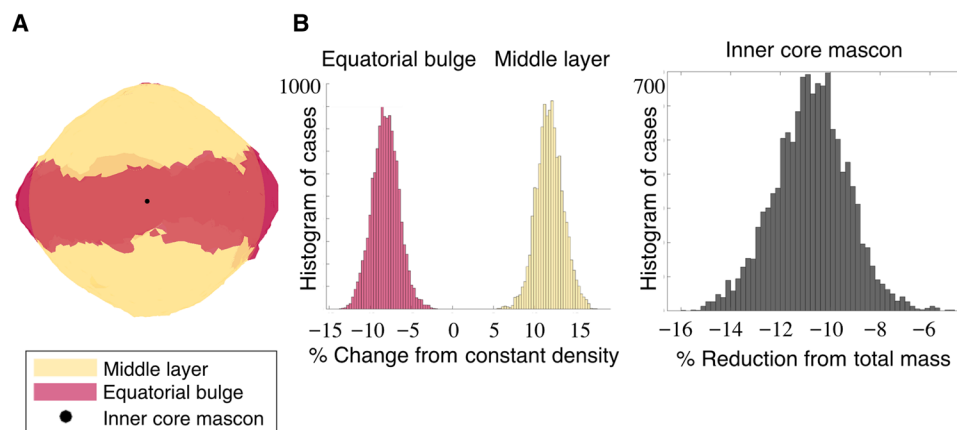 A
B
Equatorial bulge
Middle layer
Inner core mascon
1000
Histogram of cases
−15 −10 −5 0 5 10 15
% Change from constant density
700
Histogram of cases
−16 −14 −12 −10 −8 −6
% Reduction from total mass
Middle layer
Equatorial bulge
Inner core mascon